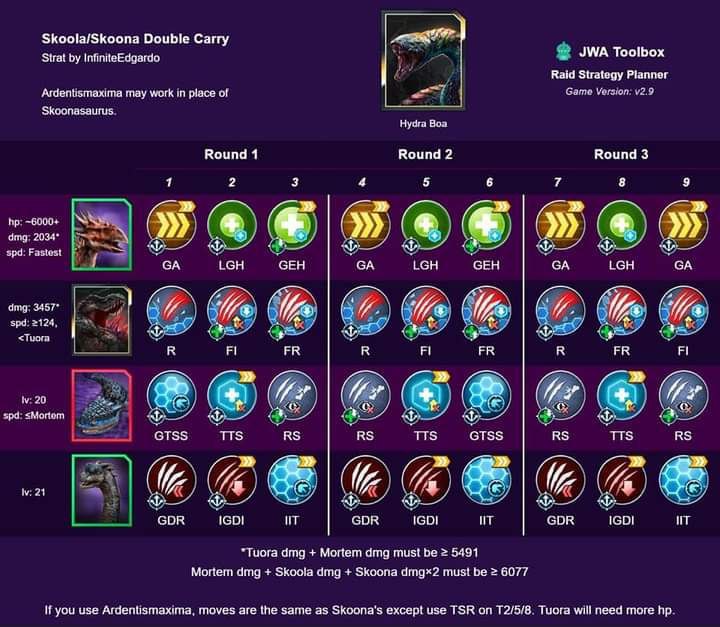 Skoola/Skoona Double Carry
Strat by InfiniteEdgardo
Ardentismaxima may work in place of
Skoonasaurus.
Hydra Boa
JWA Toolbox
Raid Strategy Planner
Game Version: v2.9
Round 1 Round 2 Round 3
1 2 3 4 5 6 7 8 9
hp: ~6000+
dmg: 2034*
spd: Fastest
GA LGH GEH GA LGH GEH GA LGH GA
dmg: 3457*
spd: ≥124,
<Tuora
R FI FR R FI FR R FR FI
lv: 20
spd: ≤Mortem
GTSS TTS RS RS TTS GTSS RS TTS RS
lv: 21
GDR IGDI IIT GDR IGDI IIT GDR IGDI IIT
*Tuora dmg + Mortem dmg must be ≥ 5491
Mortem dmg + Skoola dmg + Skoona dmg×2 must be ≥ 6077
If you use Ardentismaxima, moves are the same as Skoona's except use TSR on T2/5/8. Tuora will need more hp.